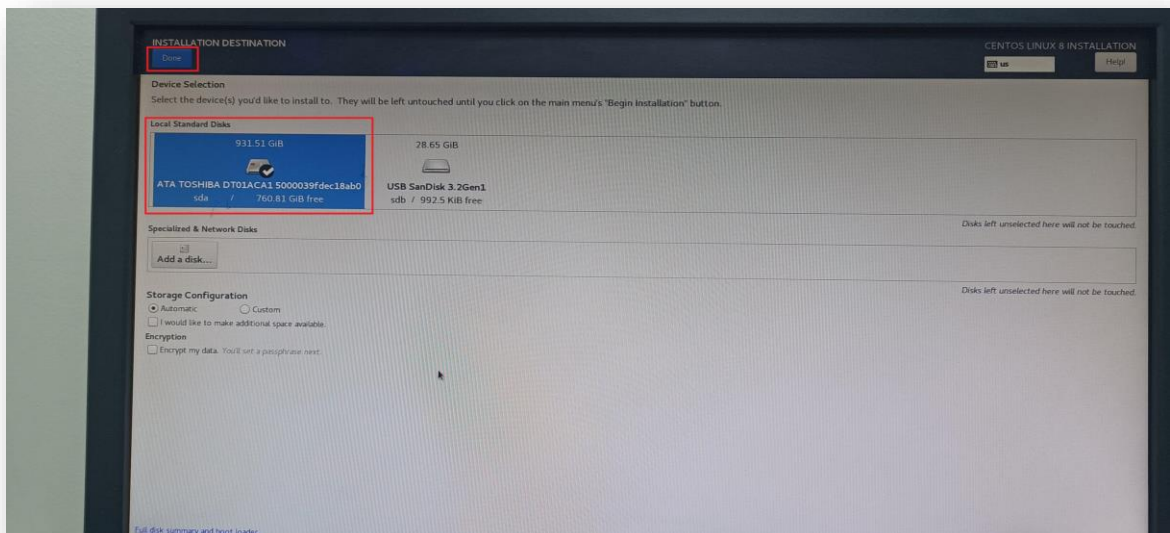 INSTALLATION DESTINATION
CENTOS LINUX 8 INSTALLATION
Done
us
Help!
Device Selection
Select the device(s) you'd like to install to. They will be left untouched until you click on the main menu's "Begin Installation" button.
Local Standard Disks
931.51 GiB
28.65 GiB
ATA TOSHIBA DT01ACA1 5000039fdec18ab0
USB SanDisk 3.2Gen1
sda / 760.81 GiB free
sdb / 992.5 KiB free
Disks left unselected here will not be touched.
Specialized & Network Disks
Add a disk...
Disks left unselected here will not be touched.
Storage Configuration
Automatic
Custom
I would like to make additional space available.
Encryption
Encrypt my data. You'll set a passphrase next.
Full disk summary and boot loader...